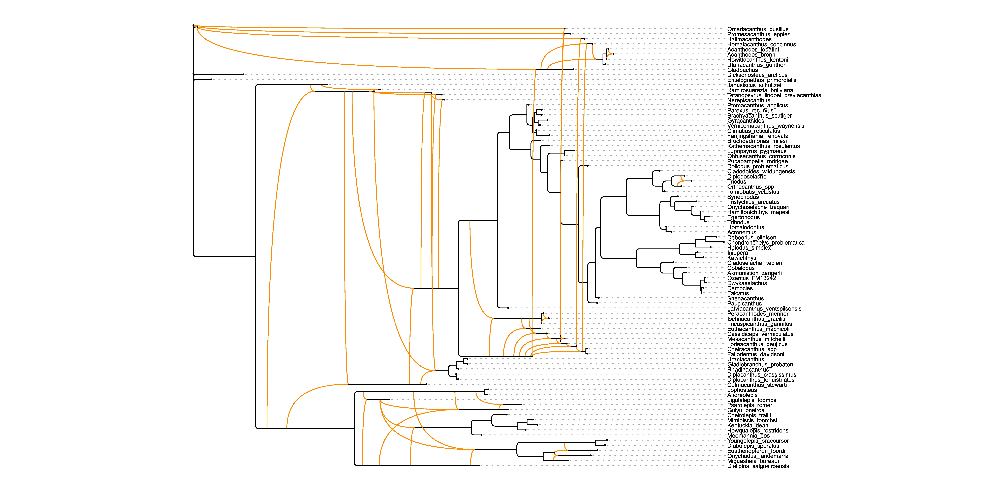 Orcadacanthus_pusillus
Promesacanthus_eppleri
Halimacanthodes
Homalacanthus_concinnus
Acanthodes_lopatini
Acanthodes_bronni
Howittacanthus_kentoni
Utahacanthus_guntheri
Gladbachus
Dicksonosteus_arcticus
Entelognathus_primordialis
Janusiscus_schultzei
Ramirosuarezia_boliviana
Tetanopsyrus_lindoei_breviacanthias
Nerepisacanthus
Ptomacanthus_anglicus
Parexus_recurvus
Brachyacanthus_scutiger
Gyracanthides
Vernicomacanthus_waynensis
Climatius_reticulatus
Fanjingshania_renovata
Brochoadmones_milesi
Kathemacanthus_rosulentus
Lupopsyrus_pygmaeus
Obtusacanthus_corroconis
Pucapampella_rodrigae
Doliodus_problematicus
Cladodoides_wildungensis
Diplodoselache
Triodus
Orthacanthus_spp
Tamiobatis_vetustus
Synechodus
Tristychius_arcuatus
Onychoselache_traquari
Hamiltonichthys_mapesi
Egertonodus
Tribodus
Homalodontus
Acronemus
Debeerius_ellefseni
Chondrenchelys_problematica
Helodus_simplex
Iniopera
Kawichthys
Cladoselache_kepleri
Cobelodus
Akmonistion_zangerli
Ozarcus_FM13242
Dwykaselachus
Damocles
Falcatus
Shenacanthus
Paucicanthus
Latviacanthus_ventspilsensis
Poracanthodes_menneri
Ischnacanthus_gracilis
Tricuspicanthus_gannitus
Euthacanthus_macnicoli
Cassidiceps_vermiculatus
Mesacanthus_mitchelli
Lodeacanthus_gaujicus
Cheiracanthus_spp
Fallodentus_davidsoni
Uraniacanthus
Gladiobranchus_probaton
Rhadinacanthus
Diplacanthus_crassissimus
Diplacanthus_tenuistriatus
Culmacanthus_stewarti
Lophosteus
Andreolepis
Ligulalepis_toombsi
Psarolepis_romeri
Guiyu_oneiros
Cheirolepis_trailli
Mimipiscis_toombsi
Kentuckia_deani
Howqualepis_rostridens
Meemannia_eos
Youngolepis_praecursor
Diabolepis_speratus
Eusthenopteron_foordi
Onychodus_jandemarrai
Miguashaia_bureaui
Dialipina_salgueiroensis